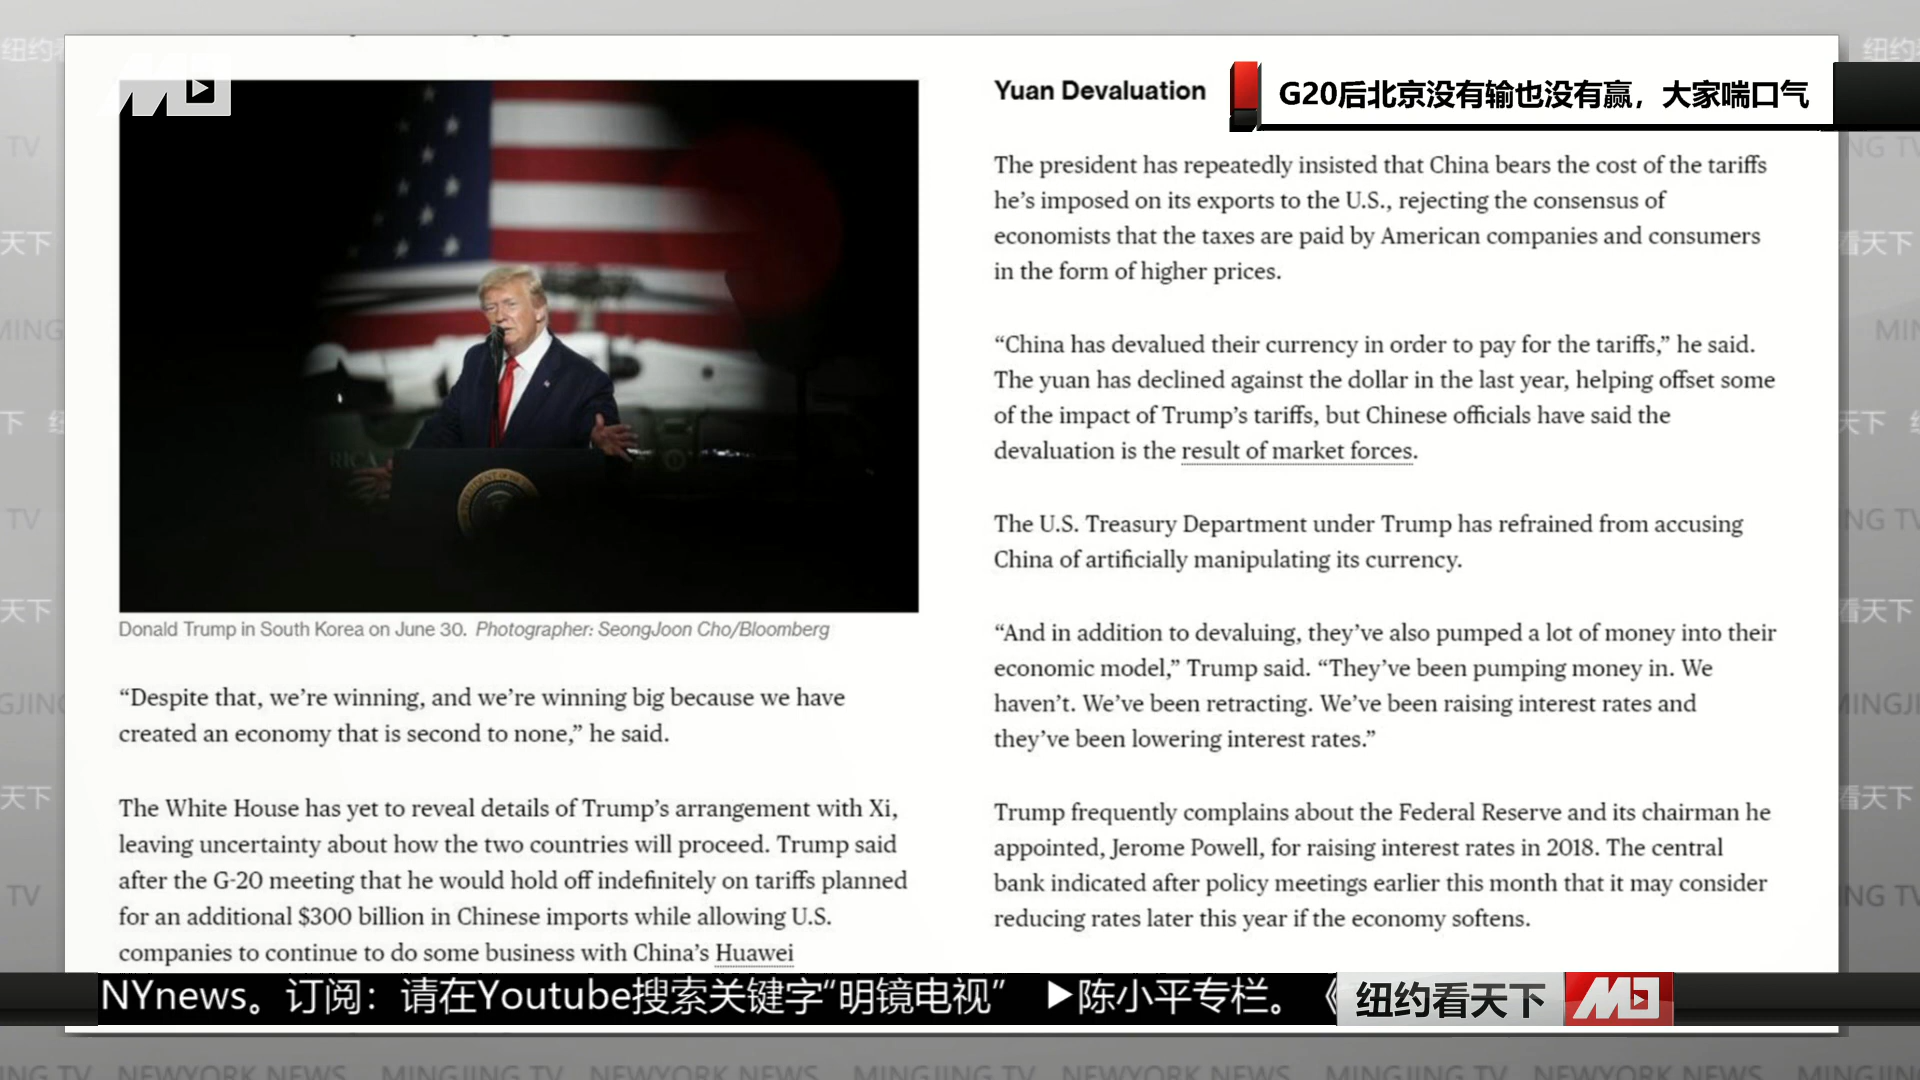 G20后北京没有输也没有赢，大家喘口气
Donald Trump in South Korea on June 30. Photographer: SeongJoon Cho/Bloomberg
“Despite that, we’re winning, and we’re winning big because we have
created an economy that is second to none,” he said.
The White House has yet to reveal details of Trump’s arrangement with Xi,
leaving uncertainty about how the two countries will proceed. Trump said
after the G-20 meeting that he would hold off indefinitely on tariffs planned
for an additional $300 billion in Chinese imports while allowing U.S.
companies to continue to do some business with China’s Huawei
Yuan Devaluation
The president has repeatedly insisted that China bears the cost of the tariffs
he’s imposed on its exports to the U.S., rejecting the consensus of
economists that the taxes are paid by American companies and consumers
in the form of higher prices.
“China has devalued their currency in order to pay for the tariffs,” he said.
The yuan has declined against the dollar in the last year, helping offset some
of the impact of Trump’s tariffs, but Chinese officials have said the
devaluation is the result of market forces.
The U.S. Treasury Department under Trump has refrained from accusing
China of artificially manipulating its currency.
“And in addition to devaluing, they’ve also pumped a lot of money into their
economic model,” Trump said. “They’ve been pumping money in. We
haven’t. We’ve been retracting. We’ve been raising interest rates and
they’ve been lowering interest rates.”
Trump frequently complains about the Federal Reserve and its chairman he
appointed, Jerome Powell, for raising interest rates in 2018. The central
bank indicated after policy meetings earlier this month that it may consider
reducing rates later this year if the economy softens.
NYnews。订阅：请在Youtube搜索关键字“明镜电视” ▶陈小平专栏。《
纽约看天下
NEWYORK NEWS MINGJING TV NEWYORK NEWS MINGJING TV NEWYORK NEWS MINGJING